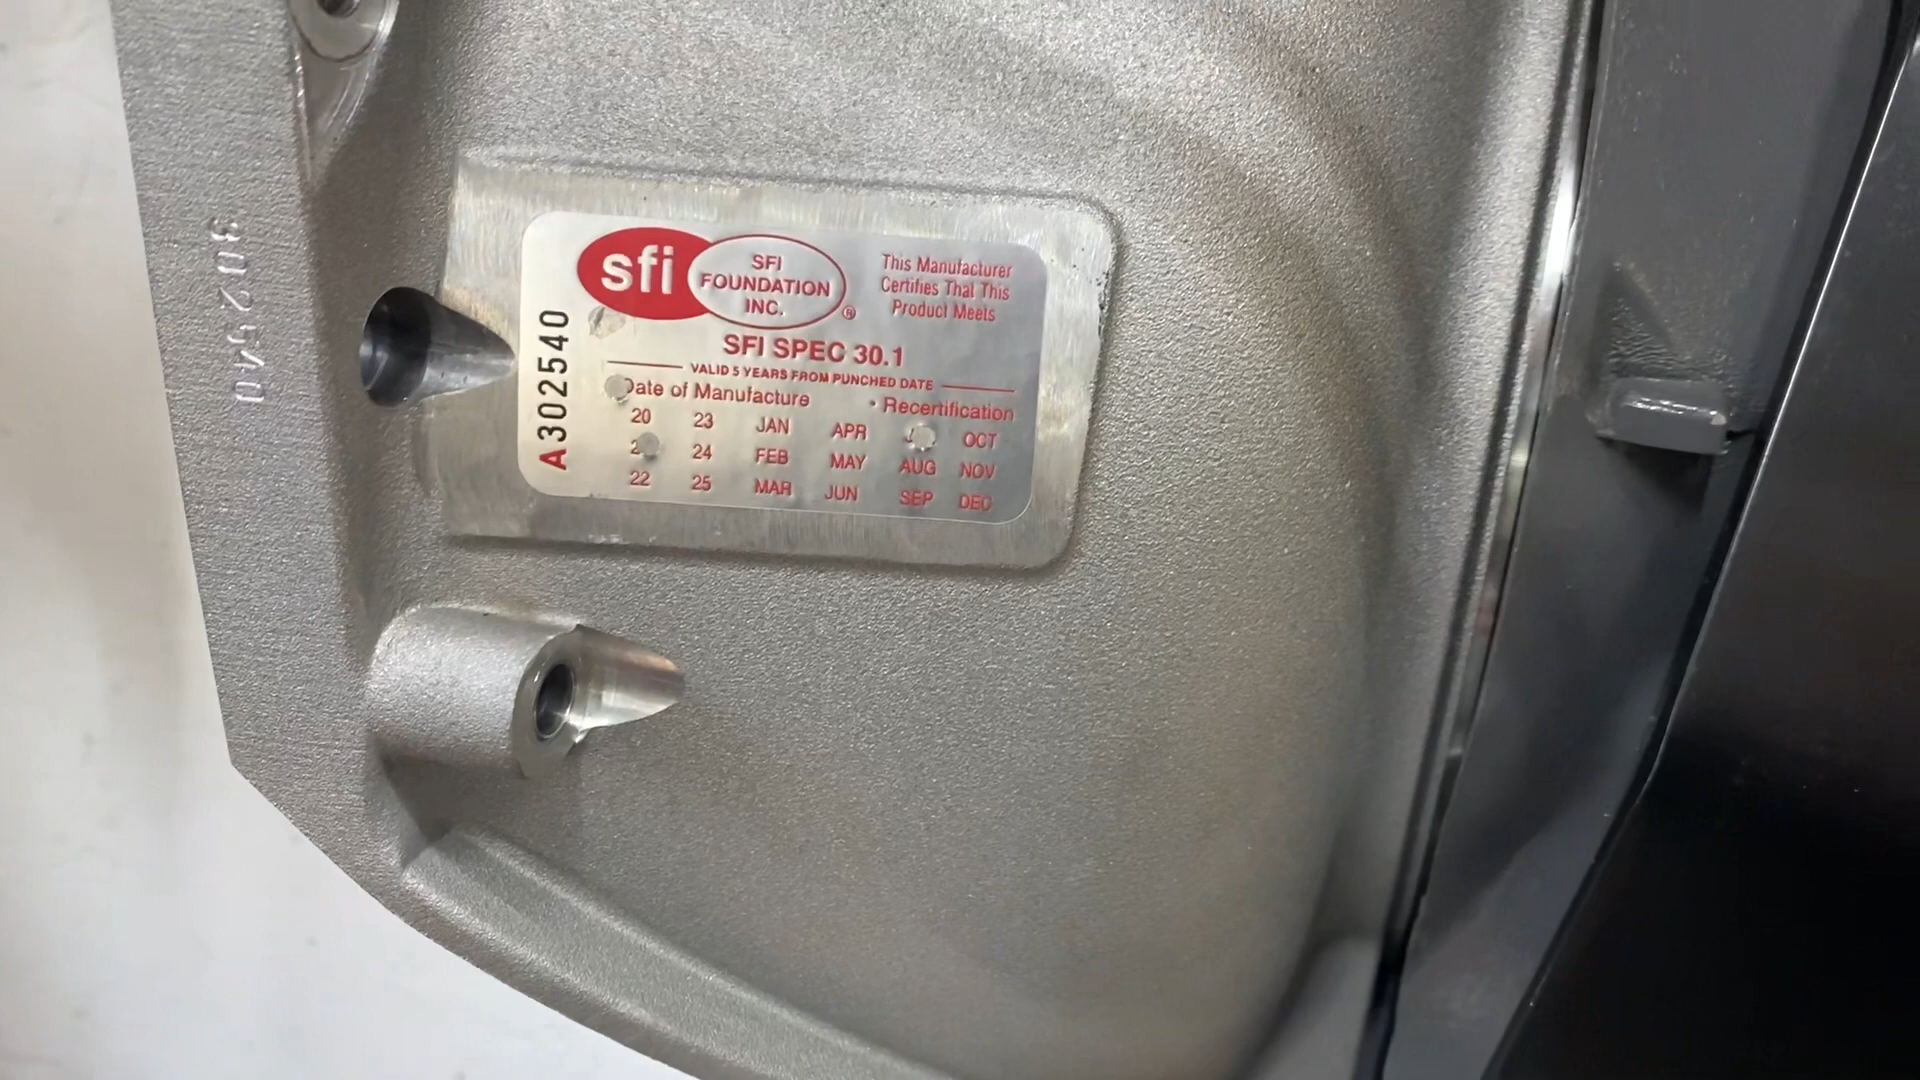 302540
A302540
sfi
SFI
FOUNDATION
INC.
®
This Manufacturer
Certifies That This
Product Meets
SFI SPEC 30.1
VALID 5 YEARS FROM PUNCHED DATE
Date of Manufacture • Recertification
20 23 JAN APR OCT
24 FEB MAY AUG NOV
22 25 MAR JUN SEP DEC